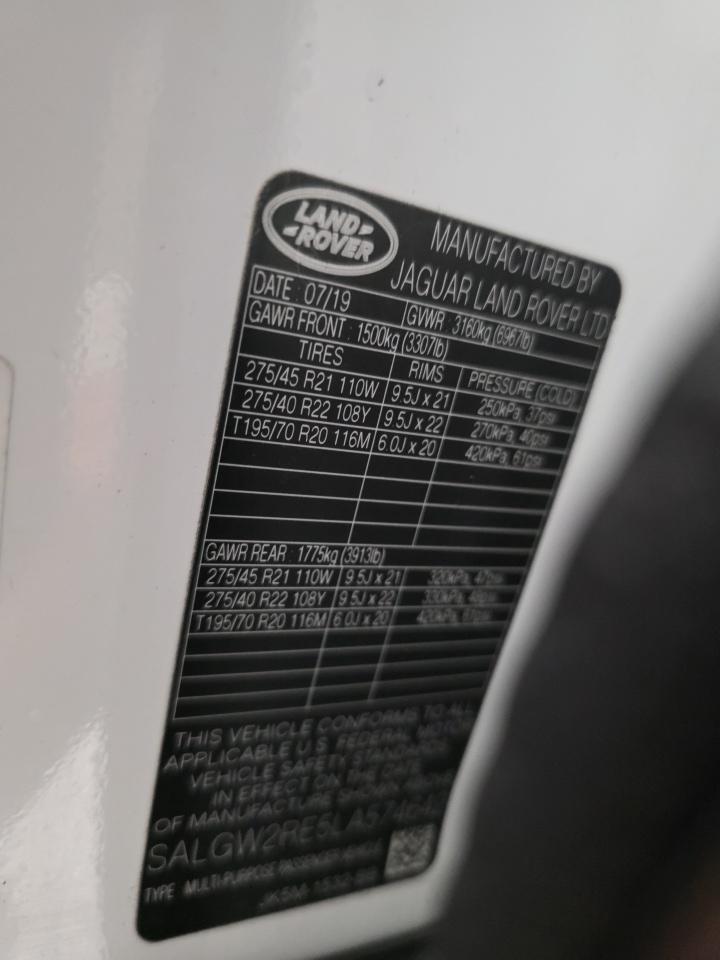 LAND
ROVER
MANUFACTURED BY
JAGUAR LAND ROVER LTD
DATE : 07/19 GVWR : 3160kg (6967lb)
GAWR FRONT : 1500kg (3307lb)
TIRES RIMS PRESSURE (COLD)
275/45 R21 110W 9.5J x 21 250kPa, 37psi
275/40 R22 108Y 9.5J x 22 270kPa, 40psi
T195/70 R20 116M 6.0J x 20 420kPa, 61psi
GAWR REAR : 1775kg (3913lb)
275/45 R21 110W 9.5J x 21 320kPa, 47psi
275/40 R22 108Y 9.5J x 22 330kPa,
T195/70 R20 116M 6.0J x 20 420kPa, 61psi
THIS VEHICLE CONFORMS TO ALL
APPLICABLE U.S. FEDERAL MOTOR
VEHICLE SAFETY STANDARDS
IN EFFECT ON THE DATE
OF MANUFACTURE SHOWN ABOVE
TYPE : MULTI-PURPOSE PASSENGER VEHICLE